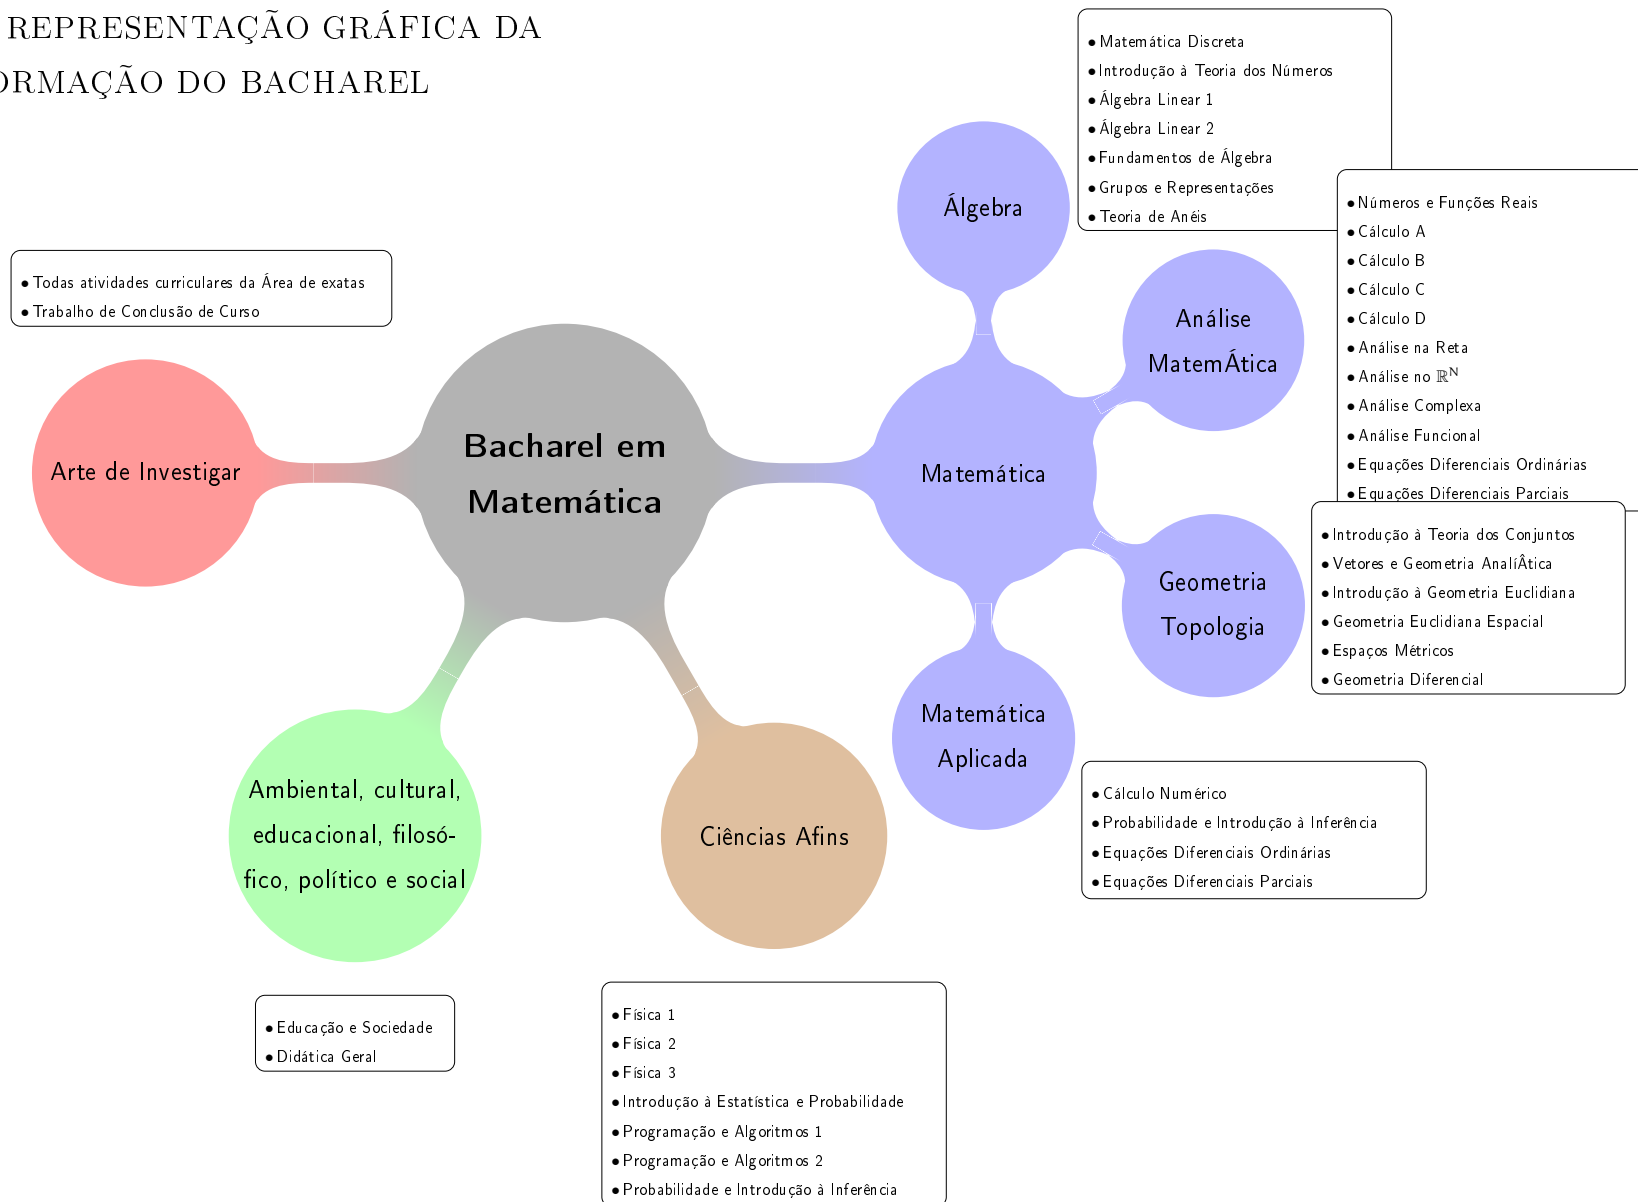 REPRESENTAÇÃO GRÁFICA DA
ORMAÇÃO DO BACHAREL
• Todas atividades curriculares da Área de exatas
• Trabalho de Conclusão de Curso
Arte de Investigar
Bacharel em
Matemática
Matemática
Álgebra
• Matemática Discreta
• Introdução à Teoria dos Números
• Álgebra Linear 1
• Álgebra Linear 2
• Fundamentos de Álgebra
• Grupos e Representações
• Teoria de Anéis
Análise
MatemÁtica
• Números e Funções Reais
• Cálculo A
• Cálculo B
• Cálculo C
• Cálculo D
• Análise na Reta
• Análise no ℝᴺ
• Análise Complexa
• Análise Funcional
• Equações Diferenciais Ordinárias
• Equações Diferenciais Parciais
Geometria
Topologia
• Introdução à Teoria dos Conjuntos
• Vetores e Geometria AnalíÂtica
• Introdução à Geometria Euclidiana
• Geometria Euclidiana Espacial
• Espaços Métricos
• Geometria Diferencial
Matemática
Aplicada
• Cálculo Numérico
• Probabilidade e Introdução à Inferência
• Equações Diferenciais Ordinárias
• Equações Diferenciais Parciais
Ambiental, cultural,
educacional, filosó-
fico, político e social
• Educação e Sociedade
• Didática Geral
Ciências Afins
• Física 1
• Física 2
• Física 3
• Introdução à Estatística e Probabilidade
• Programação e Algoritmos 1
• Programação e Algoritmos 2
• Probabilidade e Introdução à Inferência